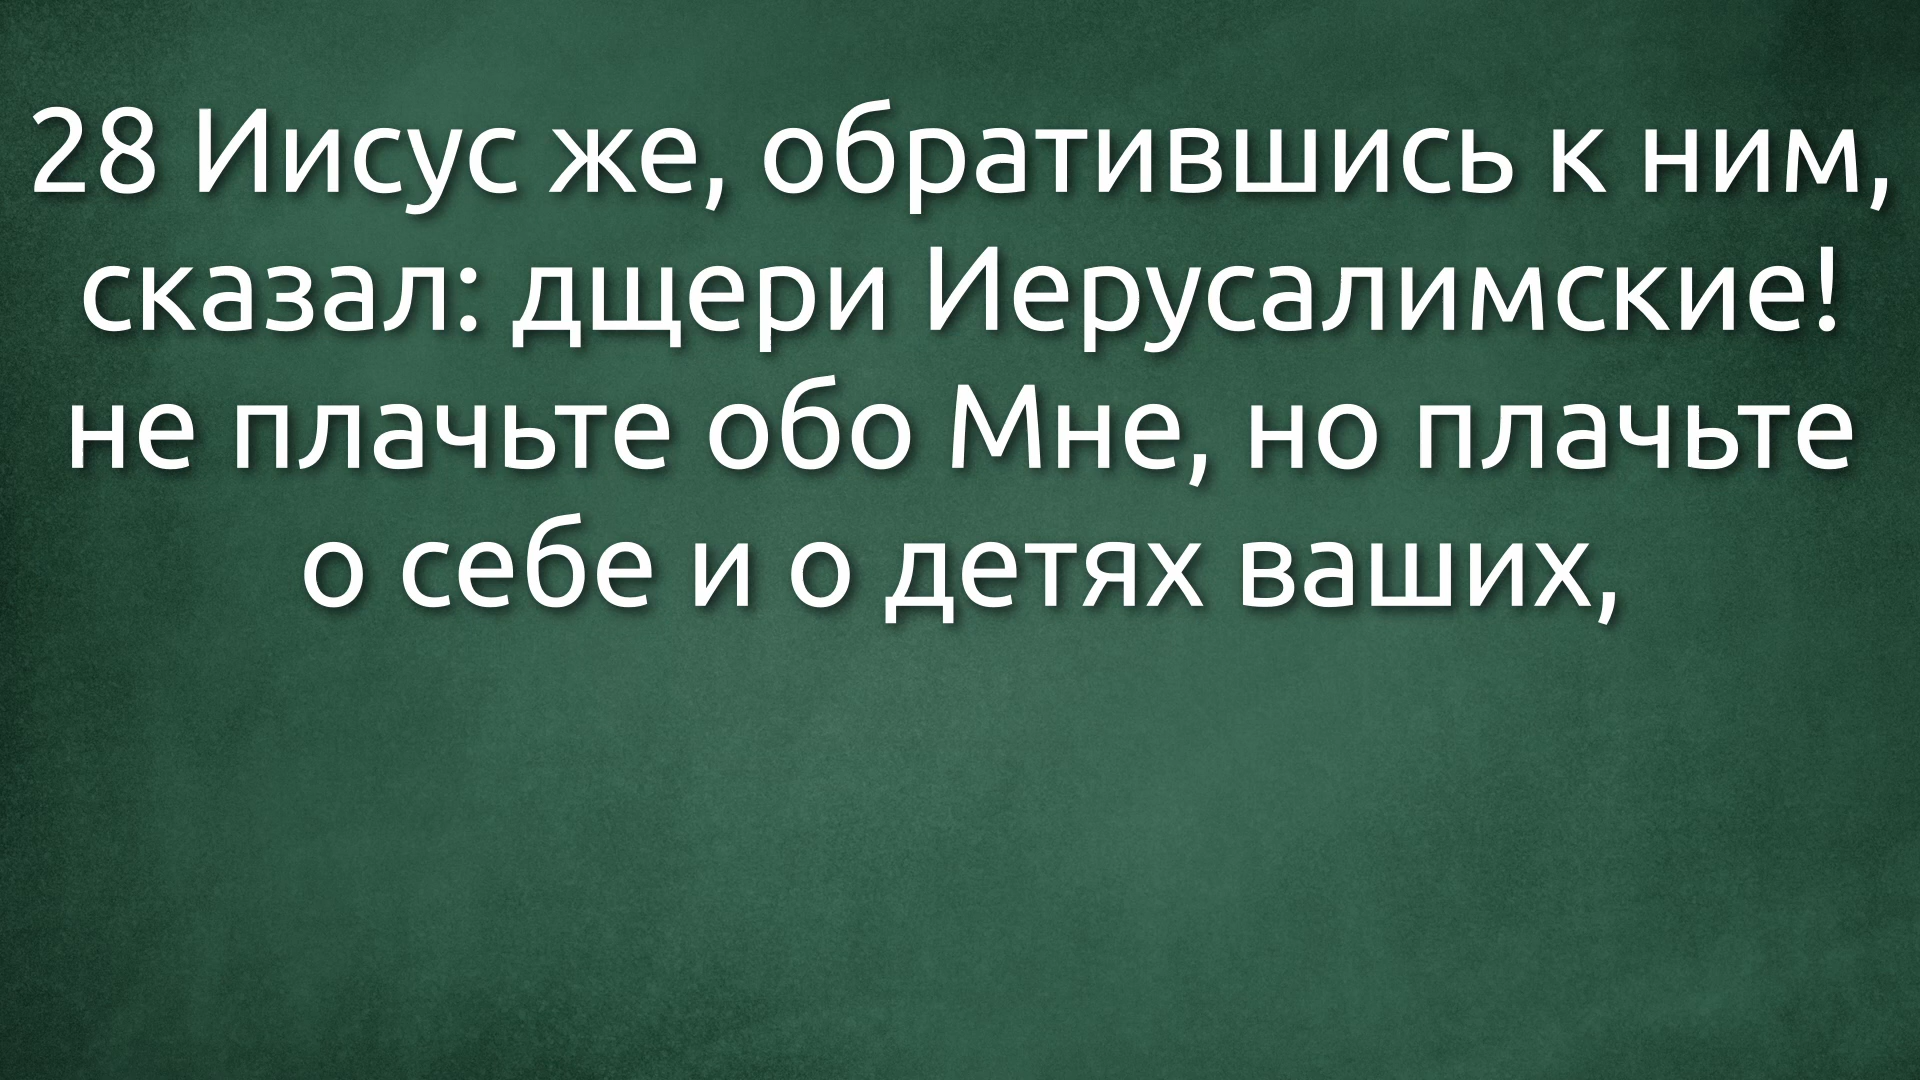 28 Иисус же, обратившись к ним,
сказал: дщери Иерусалимские!
не плачьте обо Мне, но плачьте
о себе и о детях ваших,